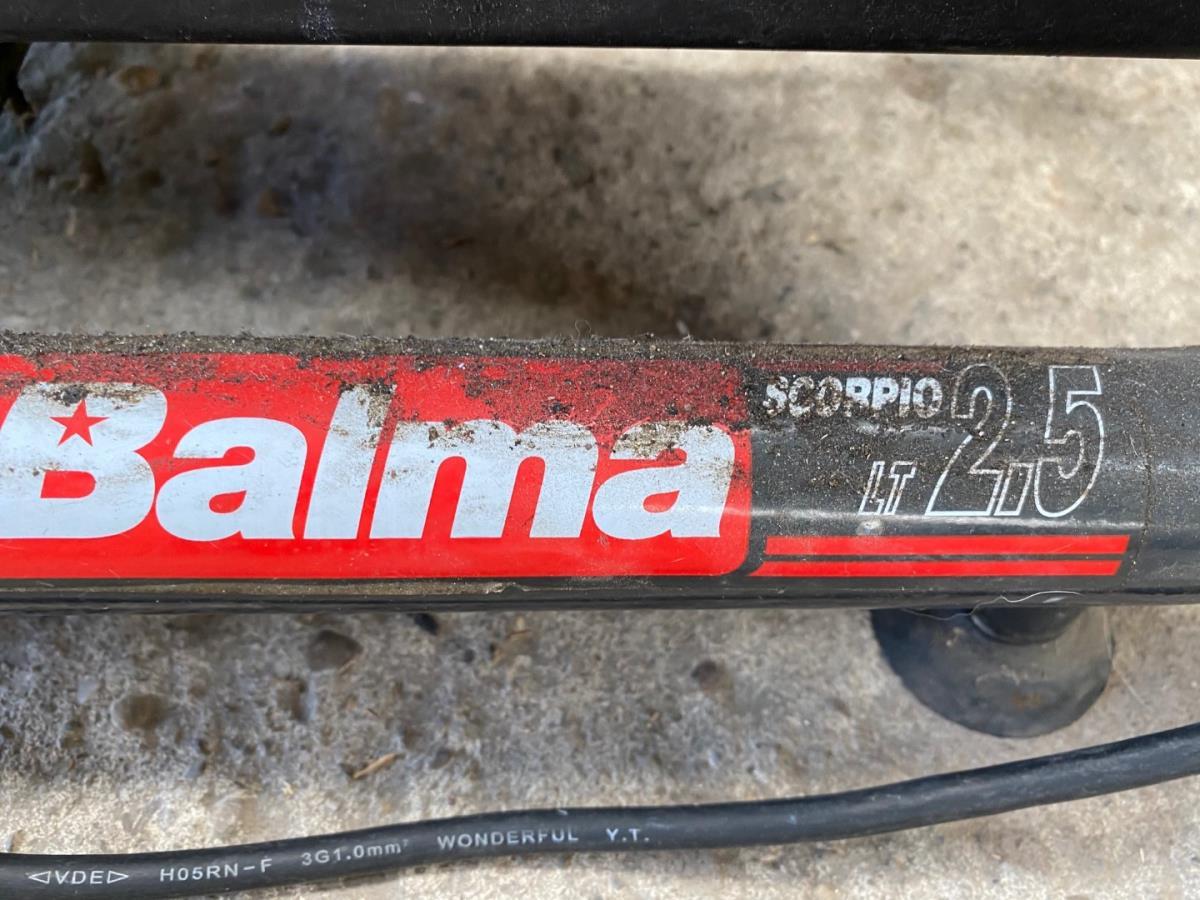 Balma
SCORPIO
LT 2,5
◁VDE▷ H05RN-F 3G1.0mm² WONDERFUL Y.T.